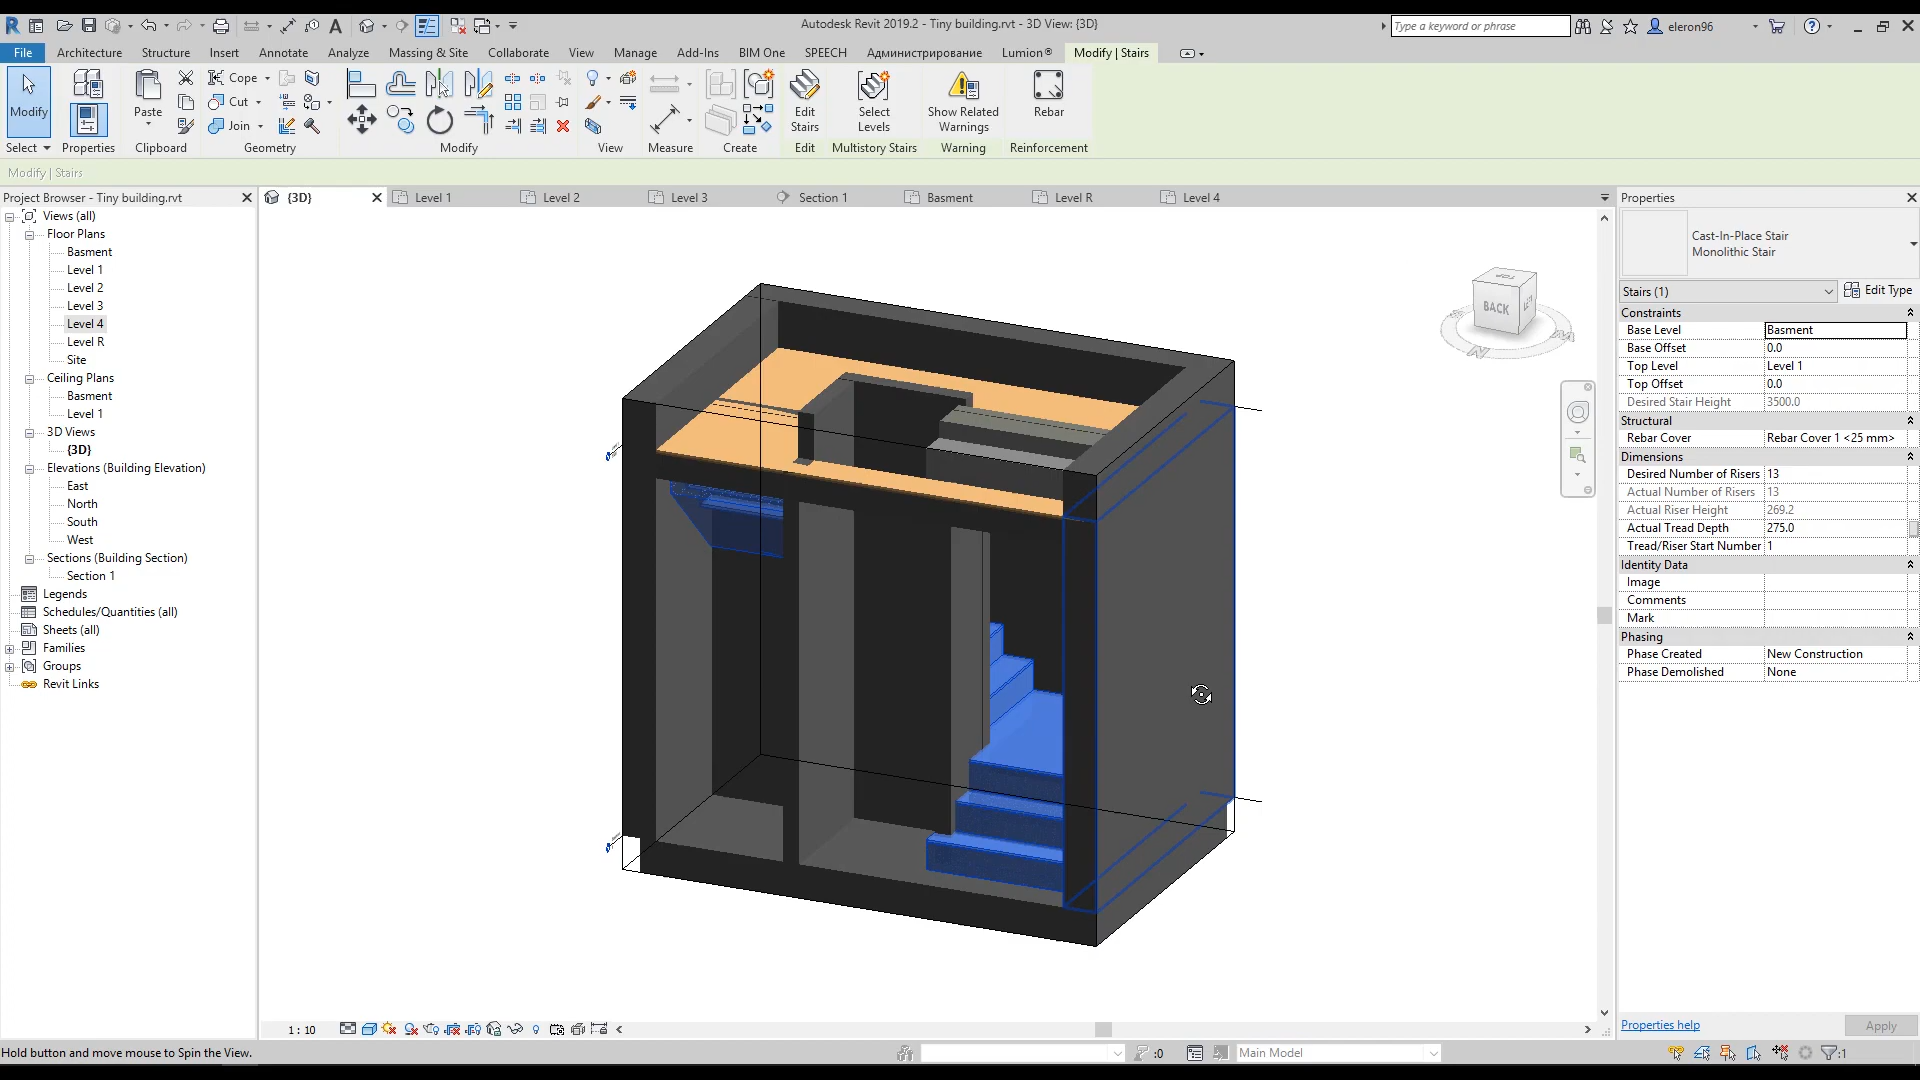 Autodesk Revit 2019.2 - Tiny building.rvt - 3D View: {3D}
Type a keyword or phrase
eleron96
File Architecture Structure Insert Annotate Analyze Massing & Site Collaborate View Manage Add-Ins BIM One SPEECH Администрирование Lumion® Modify | Stairs
Modify
Paste
Cope
Cut
Join
Edit Stairs
Select Levels
Show Related Warnings
Rebar
Select Properties Clipboard Geometry Modify View Measure Create Edit Multistory Stairs Warning Reinforcement
Modify | Stairs
Project Browser - Tiny building.rvt
{3D} Level 1 Level 2 Level 3 Section 1 Basment Level R Level 4
Views (all)
Floor Plans
Basment
Level 1
Level 2
Level 3
Level 4
Level R
Site
Ceiling Plans
Basment
Level 1
3D Views
{3D}
Elevations (Building Elevation)
East
North
South
West
Sections (Building Section)
Section 1
Legends
Schedules/Quantities (all)
Sheets (all)
Families
Groups
Revit Links
BACK
Properties
Cast-In-Place Stair
Monolithic Stair
Stairs (1) Edit Type
Constraints
Base Level Basment
Base Offset 0.0
Top Level Level 1
Top Offset 0.0
Desired Stair Height 3500.0
Structural
Rebar Cover Rebar Cover 1 <25 mm>
Dimensions
Desired Number of Risers 13
Actual Number of Risers 13
Actual Riser Height 269.2
Actual Tread Depth 275.0
Tread/Riser Start Number 1
Identity Data
Image
Comments
Mark
Phasing
Phase Created New Construction
Phase Demolished None
Properties help Apply
1 : 10
Hold button and move mouse to Spin the View.
:0
Main Model
:1